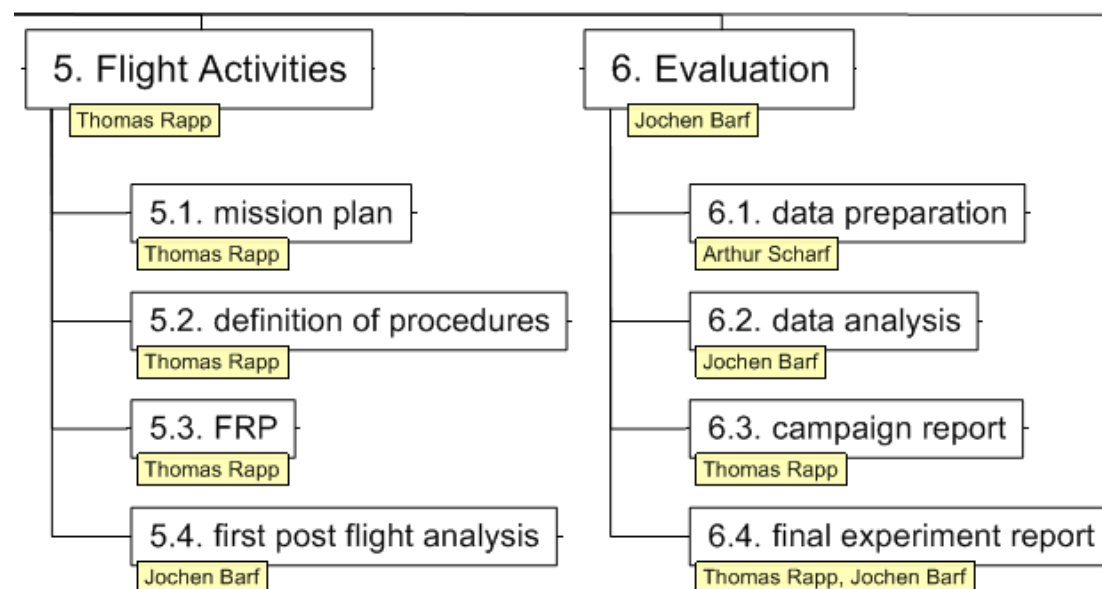 5. Flight Activities
Thomas Rapp
5.1. mission plan
Thomas Rapp
5.2. definition of procedures
Thomas Rapp
5.3. FRP
Thomas Rapp
5.4. first post flight analysis
Jochen Barf
6. Evaluation
Jochen Barf
6.1. data preparation
Arthur Scharf
6.2. data analysis
Jochen Barf
6.3. campaign report
Thomas Rapp
6.4. final experiment report
Thomas Rapp, Jochen Barf